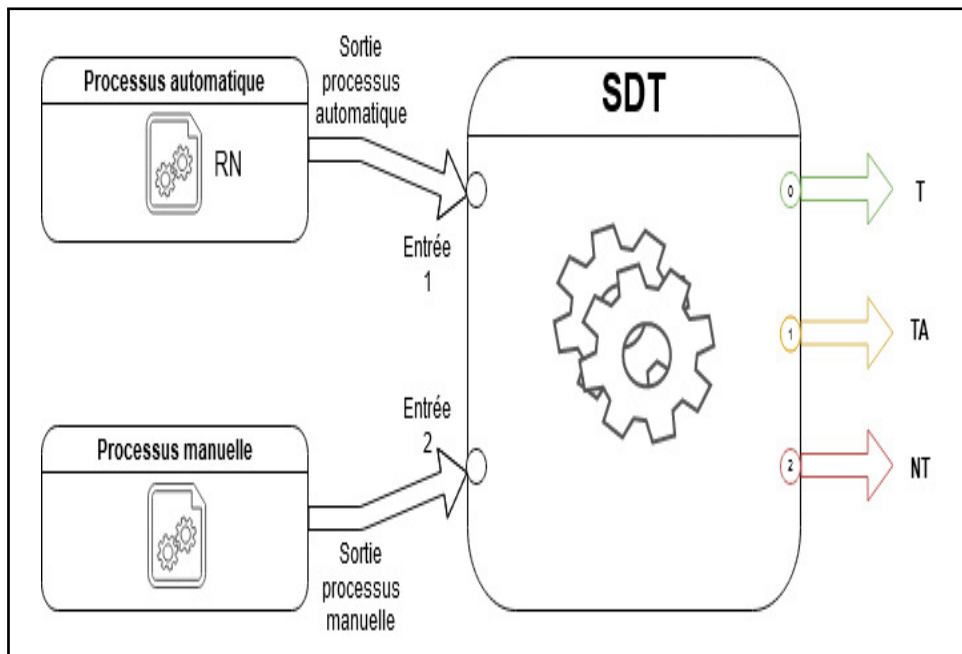 Processus automatique
RN
Sortie
processus
automatique
Entrée
1
Processus manuelle
Entrée
2
Sortie
processus
manuelle
SDT
0
T
1
TA
2
NT